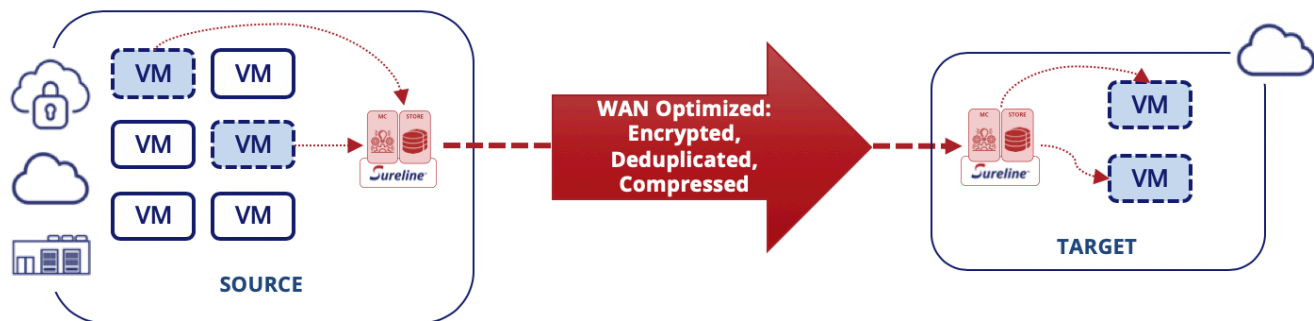 VM
VM
VM
VM
VM
VM
MC STORE
Sureline
SOURCE
WAN Optimized:
Encrypted,
Deduplicated,
Compressed
MC STORE
Sureline
VM
VM
TARGET